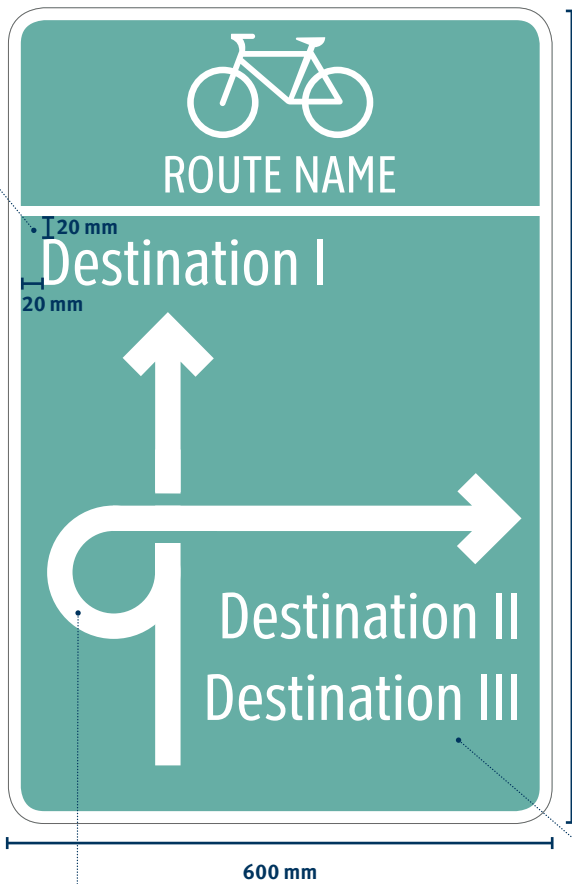 ROUTE NAME
20 mm
Destination I
20 mm
Destination II
Destination III
600 mm